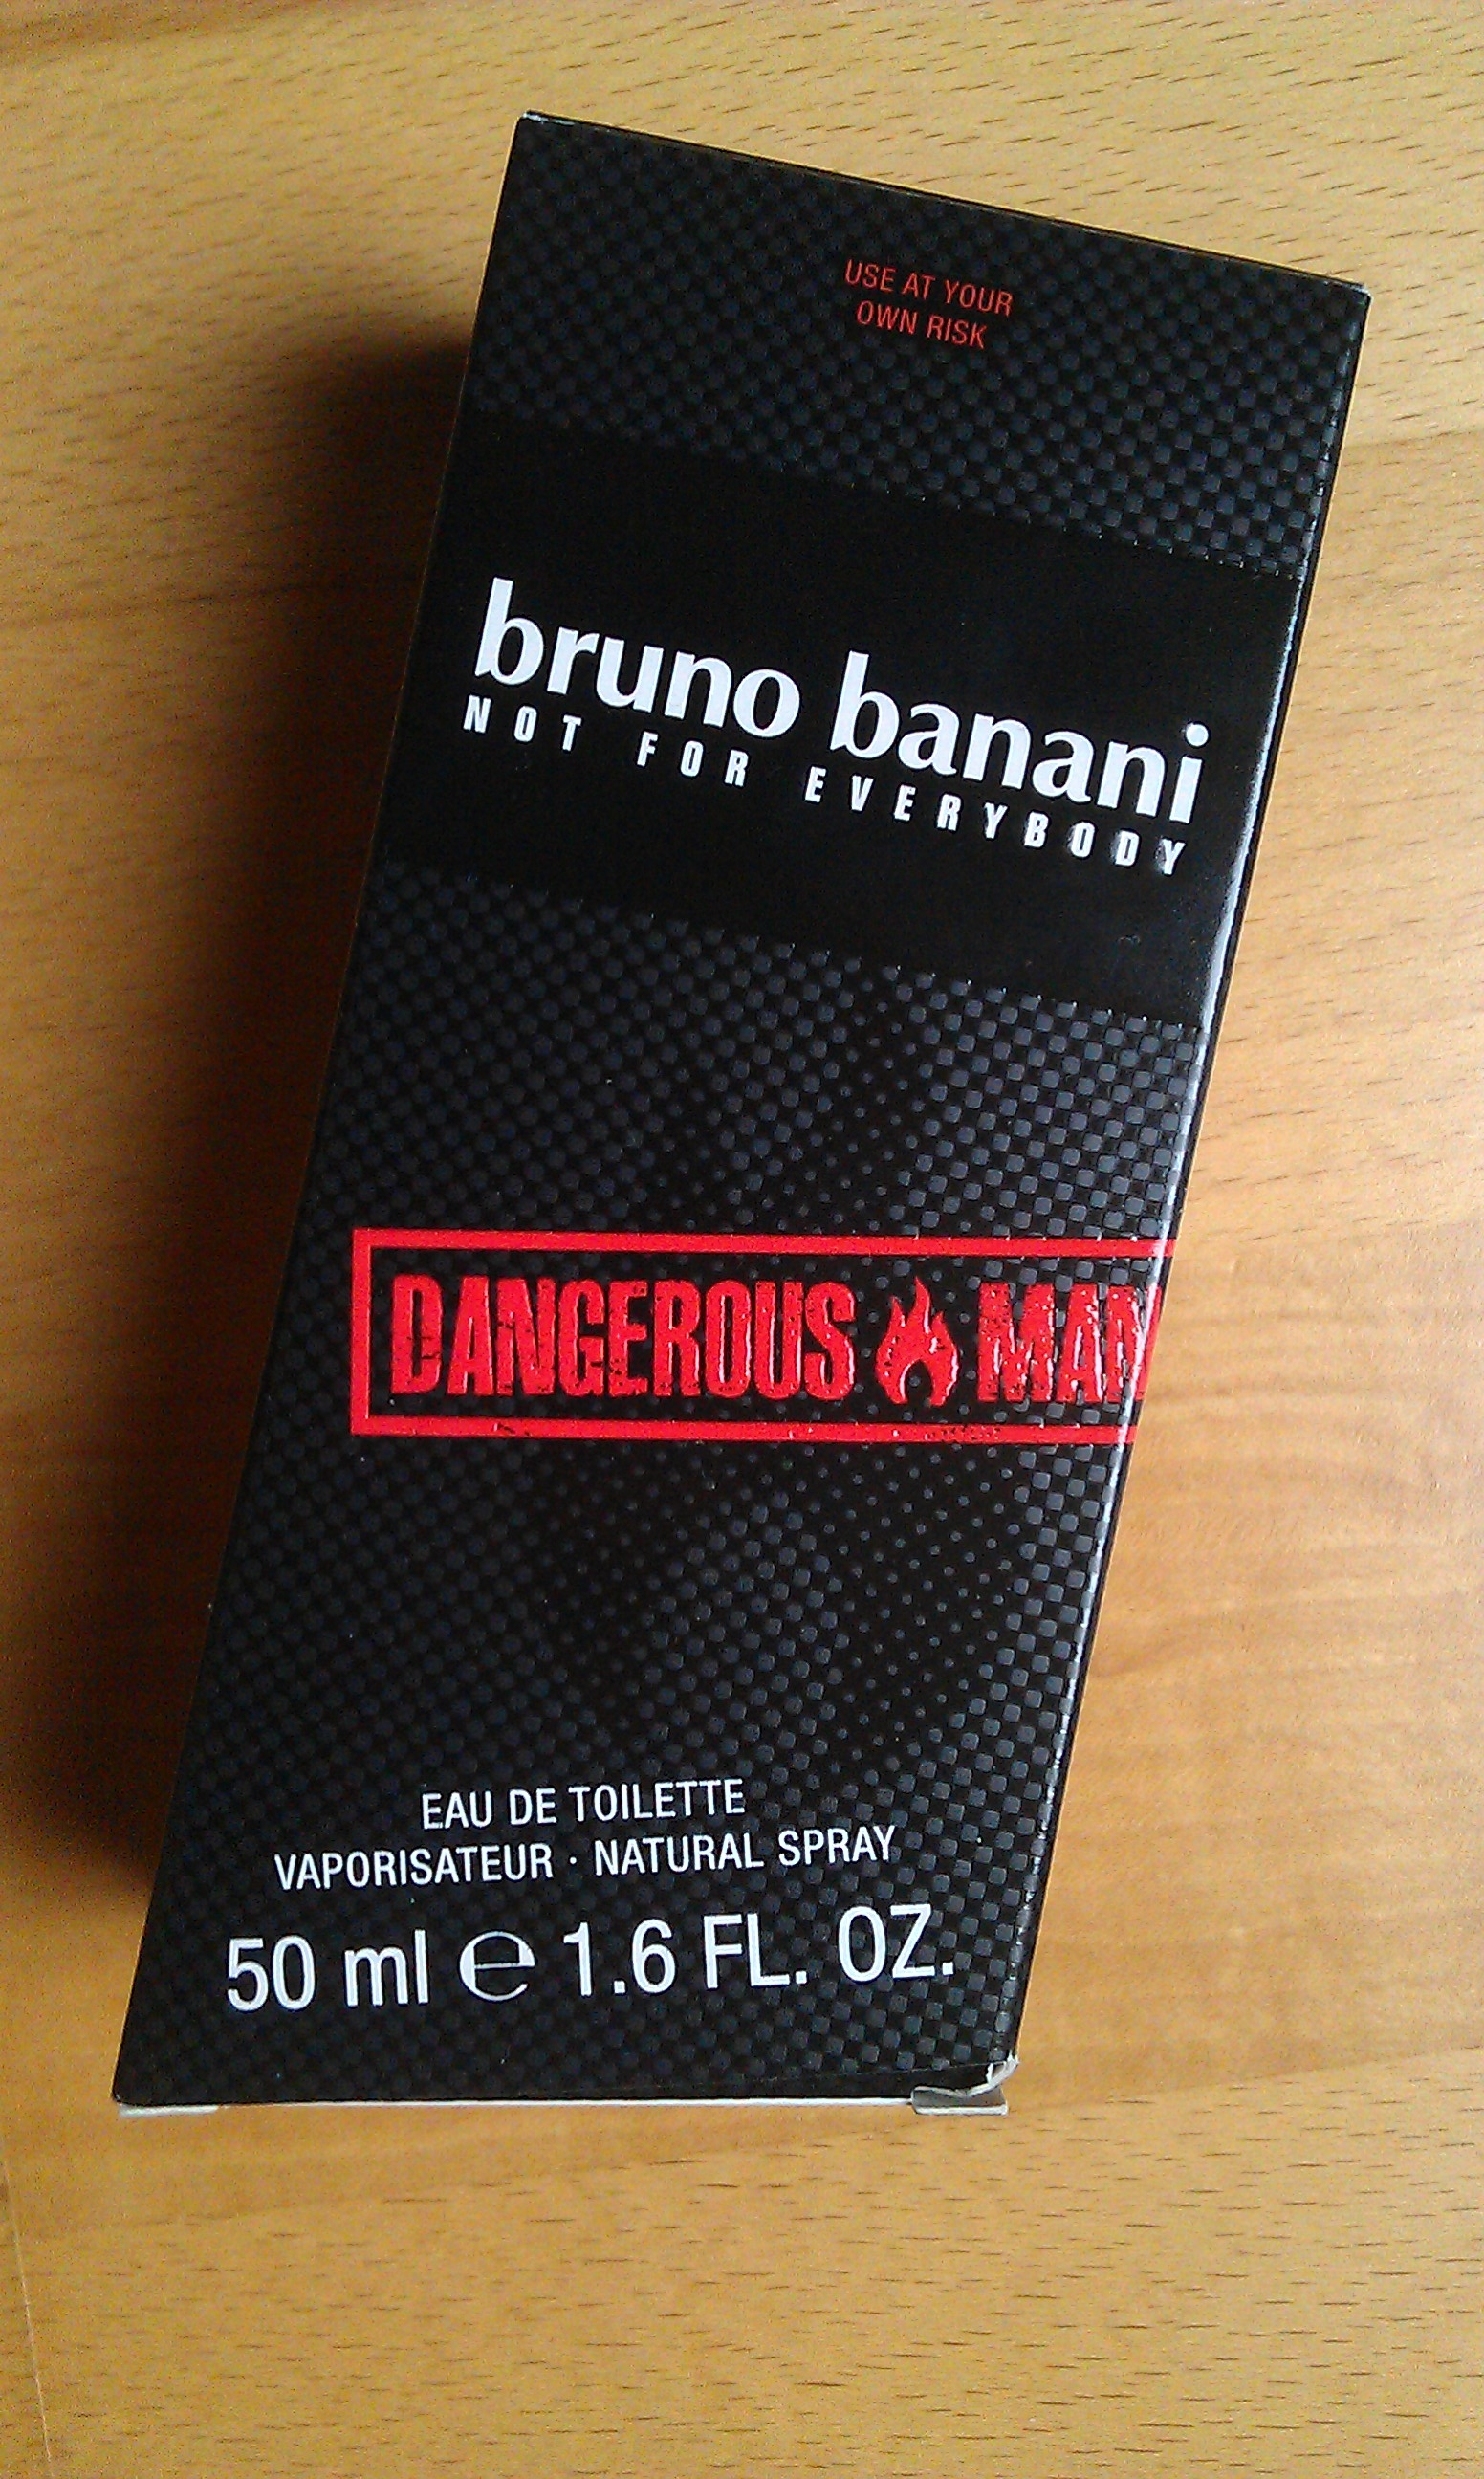 USE AT YOUR
OWN RISK
bruno banani
NOT FOR EVERYBODY
DANGEROUS MAN
EAU DE TOILETTE
VAPORISATEUR · NATURAL SPRAY
50 ml ℮ 1.6 FL. OZ.